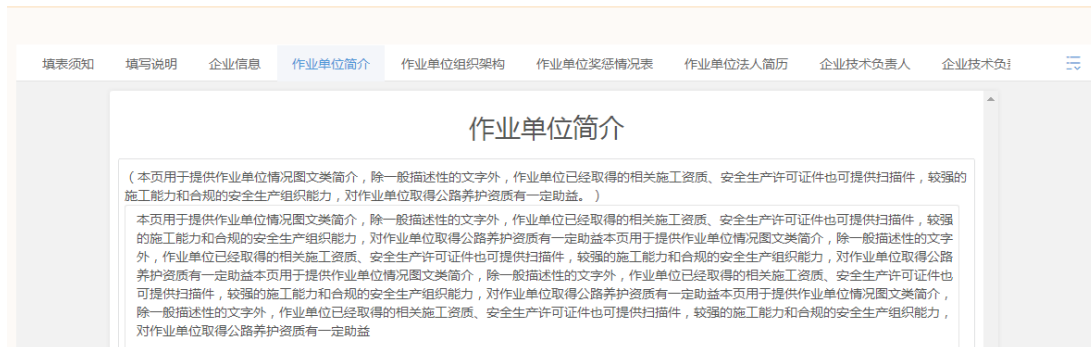 填表须知 填写说明 企业信息 作业单位简介 作业单位组织架构 作业单位奖惩情况表 作业单位法人简历 企业技术负责人 企业技术负
作业单位简介
（本页用于提供作业单位情况图文类简介，除一般描述性的文字外，作业单位已经取得的相关施工资质、安全生产许可证件也可提供扫描件，较强的
施工能力和合规的安全生产组织能力，对作业单位取得公路养护资质有一定助益。）
本页用于提供作业单位情况图文类简介，除一般描述性的文字外，作业单位已经取得的相关施工资质、安全生产许可证件也可提供扫描件，较强
的施工能力和合规的安全生产组织能力，对作业单位取得公路养护资质有一定助益本页用于提供作业单位情况图文类简介，除一般描述性的文字
外，作业单位已经取得的相关施工资质、安全生产许可证件也可提供扫描件，较强的施工能力和合规的安全生产组织能力，对作业单位取得公路
养护资质有一定助益本页用于提供作业单位情况图文类简介，除一般描述性的文字外，作业单位已经取得的相关施工资质、安全生产许可证件也
可提供扫描件，较强的施工能力和合规的安全生产组织能力，对作业单位取得公路养护资质有一定助益本页用于提供作业单位情况图文类简介，
除一般描述性的文字外，作业单位已经取得的相关施工资质、安全生产许可证件也可提供扫描件，较强的施工能力和合规的安全生产组织能力，
对作业单位取得公路养护资质有一定助益